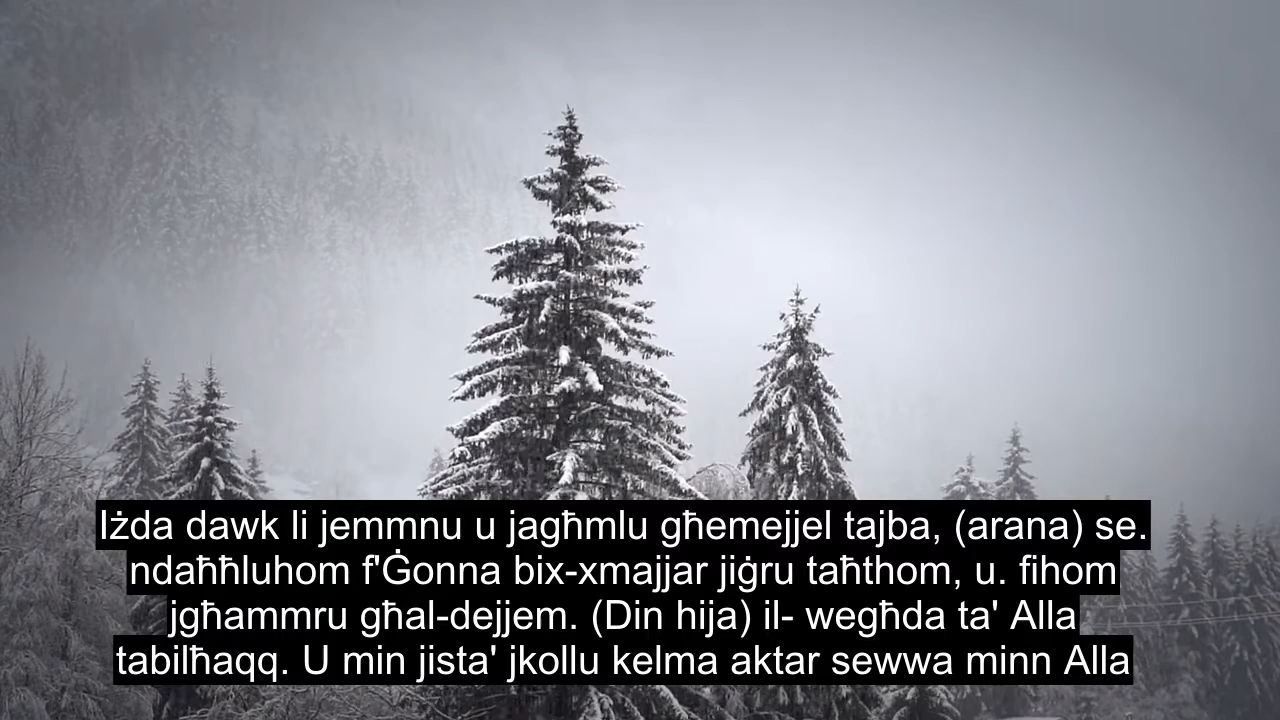 Iżda dawk li jemmnu u jagħmlu għemejjel tajba, (arana) se.
ndaħħluhom f'Ġonna bix-xmajjar jiġru taħthom, u. fihom
jgħammru għal-dejjem. (Din hija) il- wegħda ta' Alla
tabilħaqq. U min jista' jkollu kelma aktar sewwa minn Alla